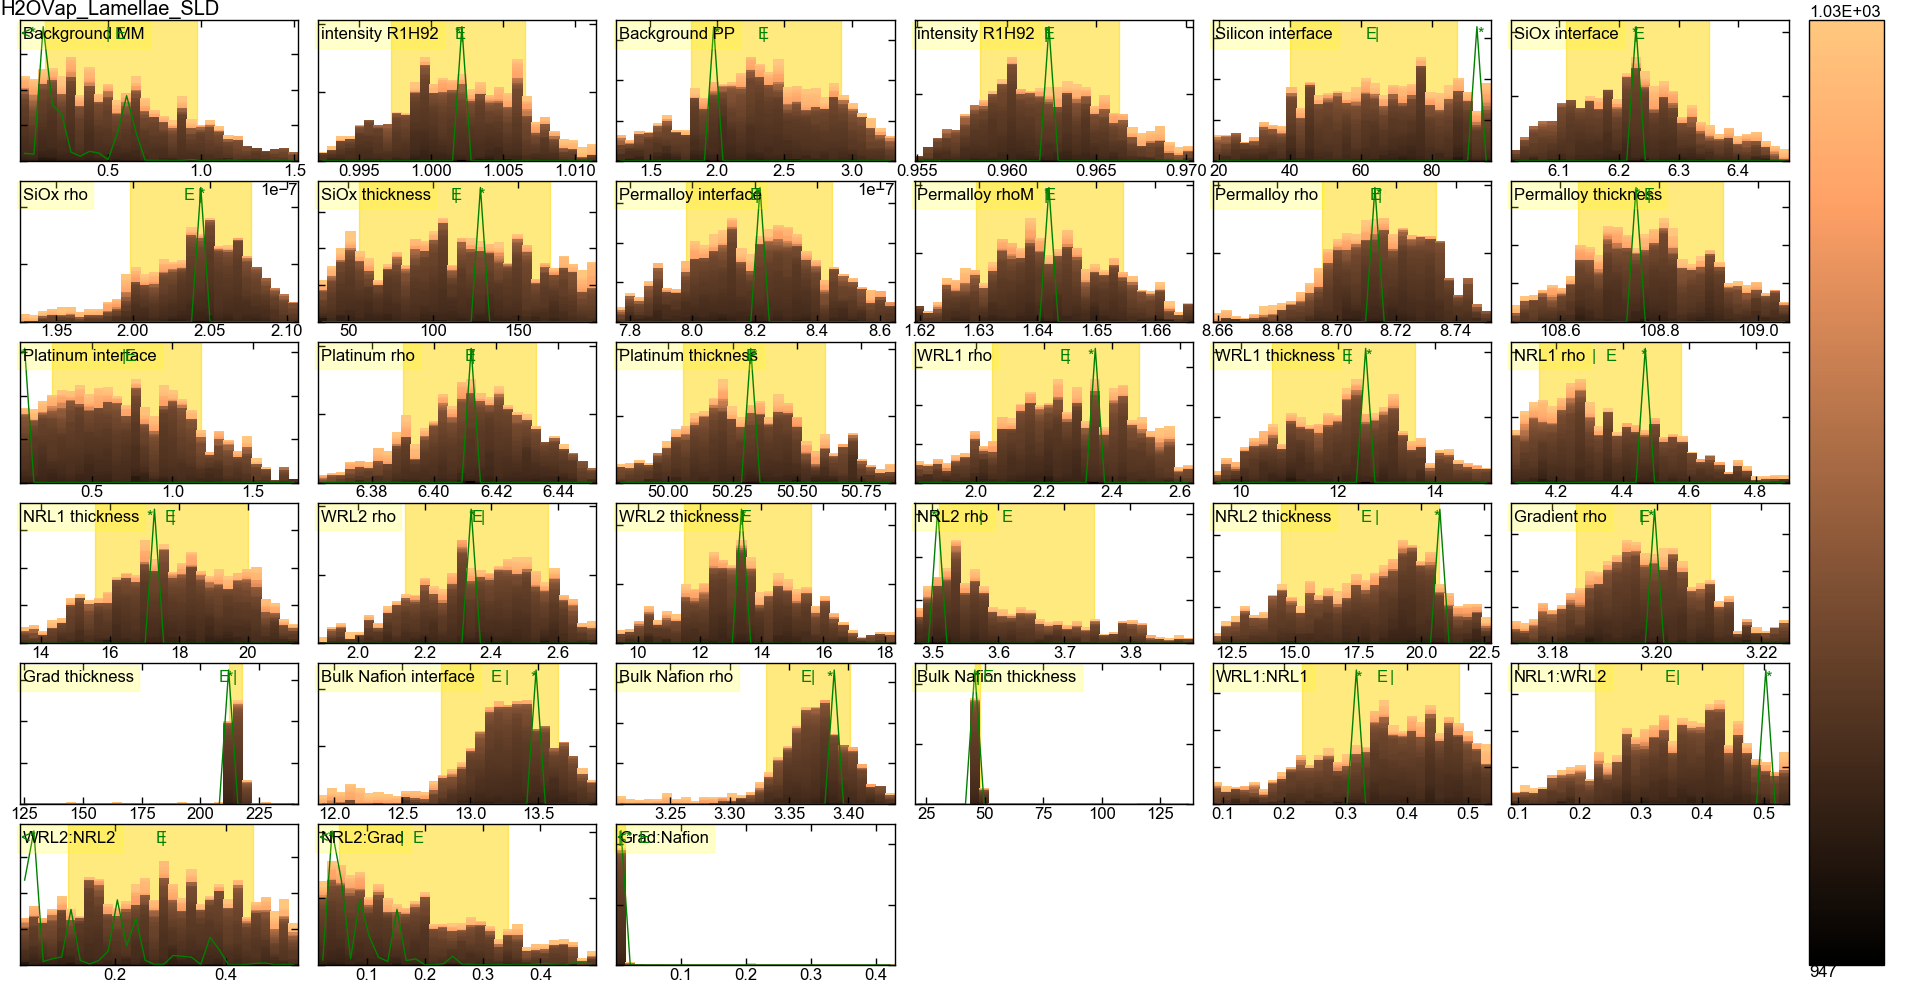 H2OVap_Lamellae_SLD
1.03E+03
Background MM
intensity R1H92
Background PP
intensity R1H92
Silicon interface
SiOx interface
0.5 1.0 1.5
0.995 1.000 1.005 1.010
1.5 2.0 2.5 3.0
0.955 0.960 0.965 0.970
20 40 60 80
6.1 6.2 6.3 6.4
1e-7
1e-7
SiOx rho
SiOx thickness
Permalloy interface
Permalloy rhoM
Permalloy rho
Permalloy thickness
1.95 2.00 2.05 2.10
50 100 150
7.8 8.0 8.2 8.4 8.6
1.62 1.63 1.64 1.65 1.66
8.66 8.68 8.70 8.72 8.74
108.6 108.8 109.0
Platinum interface
Platinum rho
Platinum thickness
WRL1 rho
WRL1 thickness
NRL1 rho
0.5 1.0 1.5
6.38 6.40 6.42 6.44
50.00 50.25 50.50 50.75
2.0 2.2 2.4 2.6
10 12 14
4.2 4.4 4.6 4.8
NRL1 thickness
WRL2 rho
WRL2 thickness
NRL2 rho
NRL2 thickness
Gradient rho
14 16 18 20
2.0 2.2 2.4 2.6
10 12 14 16 18
3.5 3.6 3.7 3.8
12.5 15.0 17.5 20.0 22.5
3.18 3.20 3.22
Grad thickness
Bulk Nafion interface
Bulk Nafion rho
Bulk Nafion thickness
WRL1:NRL1
NRL1:WRL2
125 150 175 200 225
12.0 12.5 13.0 13.5
3.25 3.30 3.35 3.40
25 50 75 100 125
0.1 0.2 0.3 0.4 0.5
0.1 0.2 0.3 0.4 0.5
WRL2:NRL2
NRL2:Grad
Grad:Nafion
0.2 0.4
0.1 0.2 0.3 0.4
0.1 0.2 0.3 0.4
947